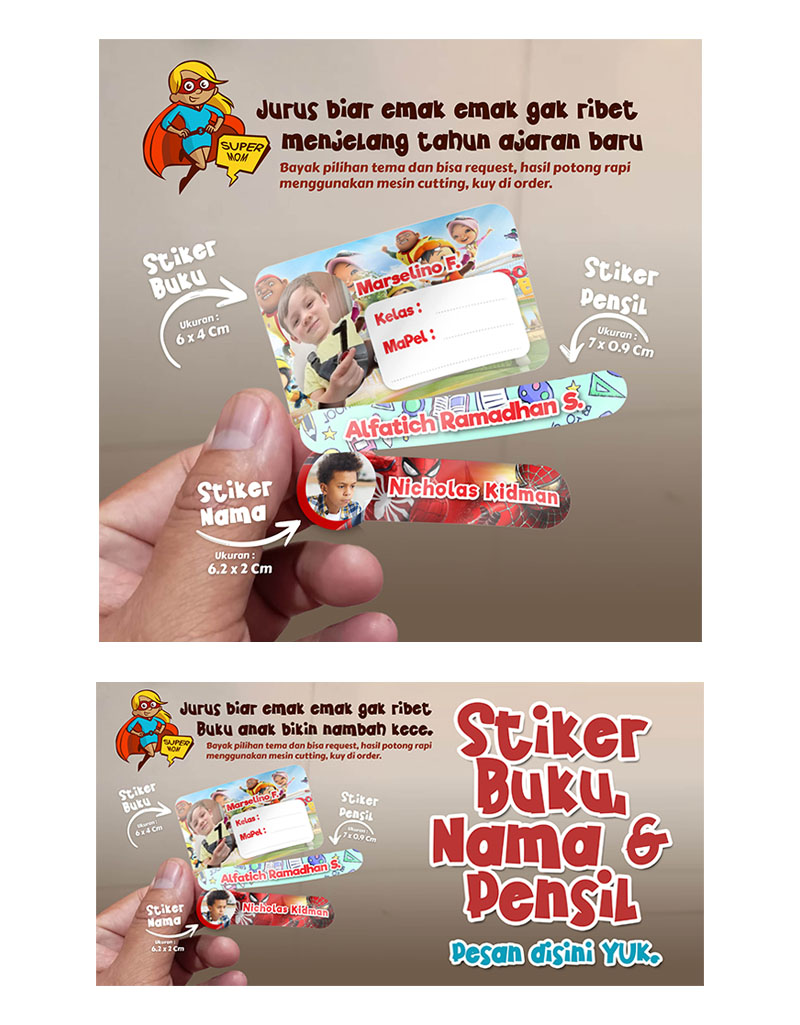 Jurus biar emak emak gak ribet
menjelang tahun ajaran baru
Bayak pilihan tema dan bisa request, hasil potong rapi
menggunakan mesin cutting, kuy di order.
SUPER
MOM
Stiker
Buku
Ukuran :
6 x 4 Cm
Marselino F.
Kelas :
MaPel :
1
Stiker
Pensil
Ukuran :
7 x 0.9 Cm
Alfatich Ramadhan S.
Nicholas Kidman
Stiker
Nama
Ukuran :
6.2 x 2 Cm
Jurus biar emak emak gak ribet
Buku anak bikin nambah kece.
Bayak pilihan tema dan bisa request, hasil potong rapi
menggunakan mesin cutting, kuy di order.
SUPER
MOM
Stiker
Buku
Ukuran :
6 x 4 Cm
Marselino F.
Kelas :
MaPel :
1
Stiker
Pensil
Ukuran :
7 x 0.9 Cm
Alfatich Ramadhan S.
Nicholas Kidman
Stiker
Nama
Ukuran :
6.2 x 2 Cm
Stiker
Buku,
Nama &
Pensil
Pesan disini YUK.